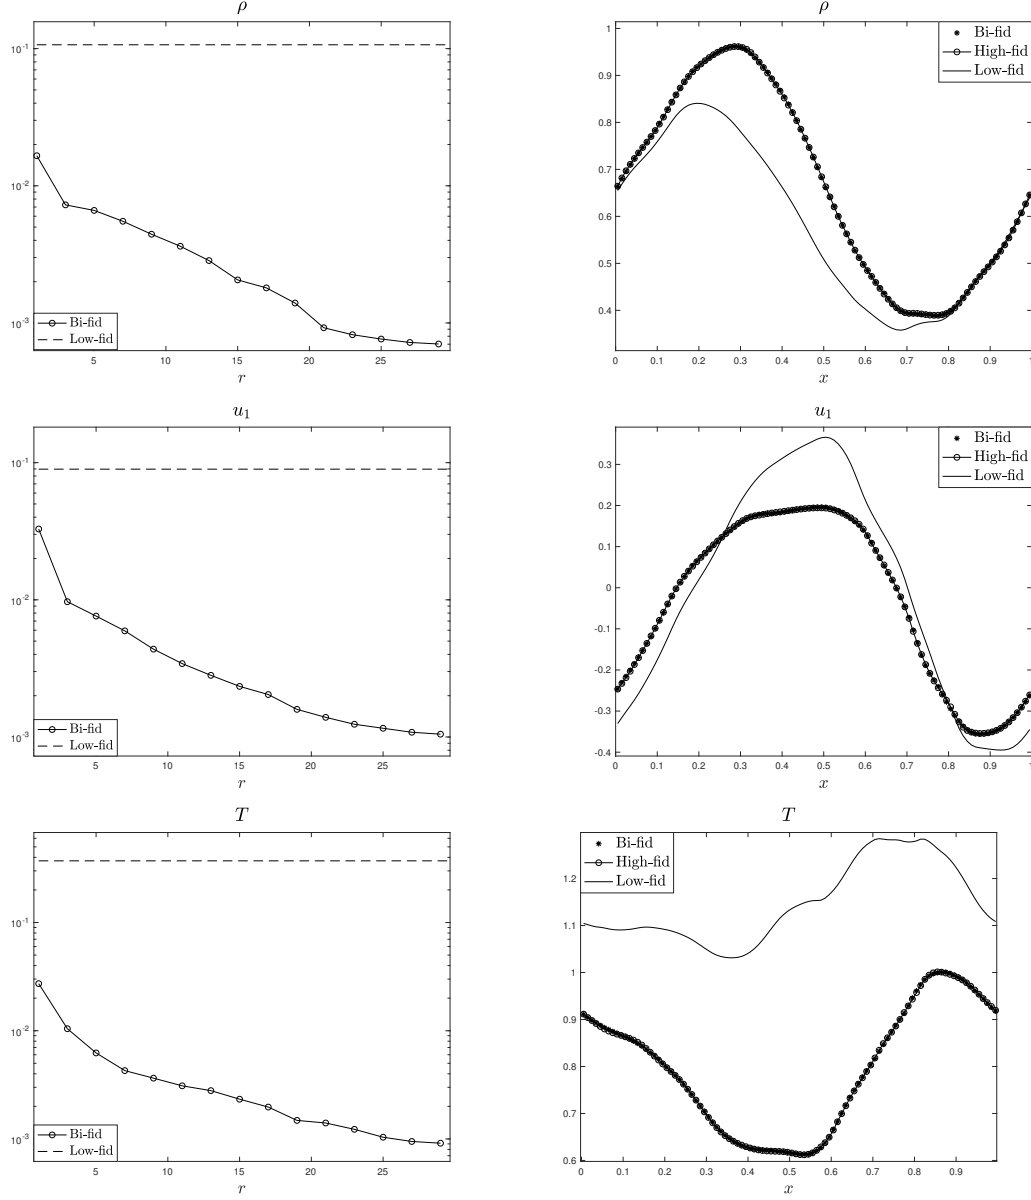 ρ
10^{-1}
10^{-2}
10^{-3}
Bi-fid
Low-fid
5 10 15 20 25
r
ρ
1
0.9
0.8
0.7
0.6
0.5
0.4
Bi-fid
High-fid
Low-fid
0 0.1 0.2 0.3 0.4 0.5 0.6 0.7 0.8 0.9 1
x
u_1
10^{-1}
10^{-2}
10^{-3}
Bi-fid
Low-fid
5 10 15 20 25
r
u_1
0.3
0.2
0.1
0
-0.1
-0.2
-0.3
-0.4
Bi-fid
High-fid
Low-fid
0 0.1 0.2 0.3 0.4 0.5 0.6 0.7 0.8 0.9 1
x
T
10^{-1}
10^{-2}
10^{-3}
Bi-fid
Low-fid
5 10 15 20 25
r
T
1.2
1.1
1
0.9
0.8
0.7
0.6
Bi-fid
High-fid
Low-fid
0 0.1 0.2 0.3 0.4 0.5 0.6 0.7 0.8 0.9
x